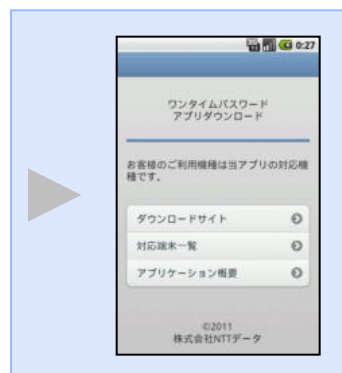 0:27
ワンタイムパスワード
アプリダウンロード
お客様のご利用機種は当アプリの対応機
種です。
ダウンロードサイト
対応端末一覧
アプリケーション概要
©2011
株式会社NTTデータ